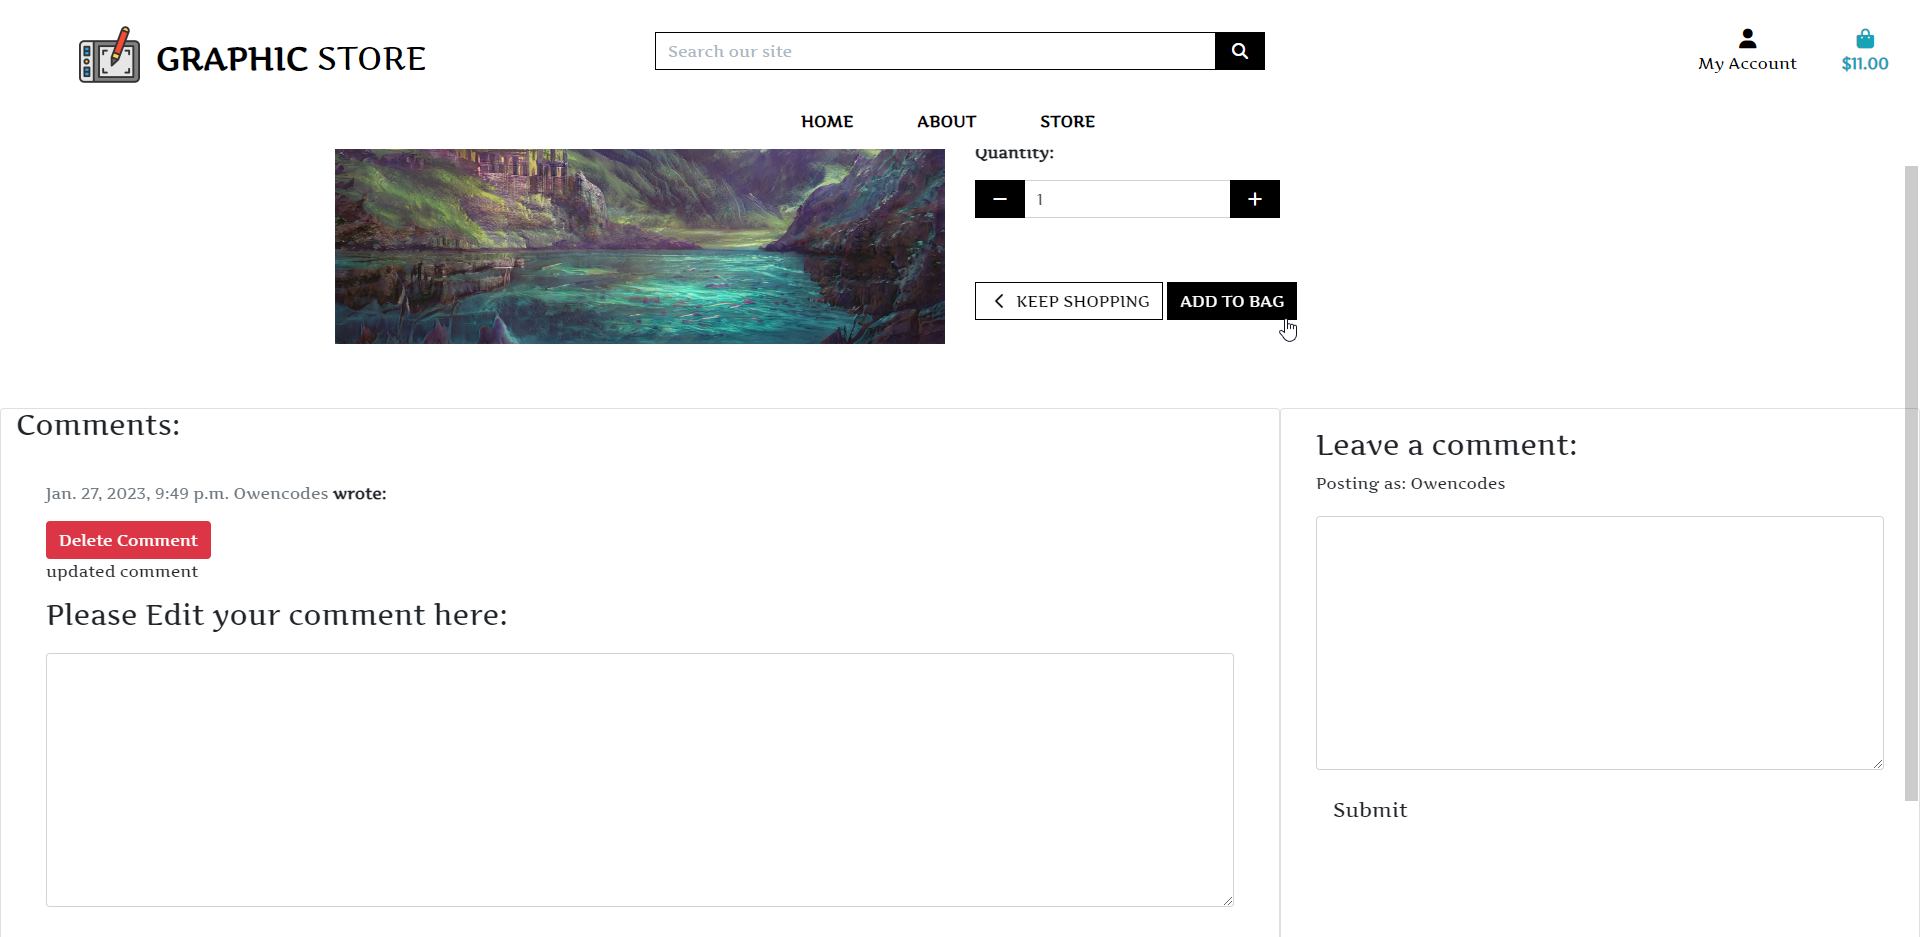 GRAPHIC STORE
Search our site
My Account
$11.00
HOME ABOUT STORE
Quantity:
1
KEEP SHOPPING
ADD TO BAG
Comments:
Jan. 27, 2023, 9:49 p.m. Owencodes wrote:
Delete Comment
updated comment
Please Edit your comment here:
Leave a comment:
Posting as: Owencodes
Submit